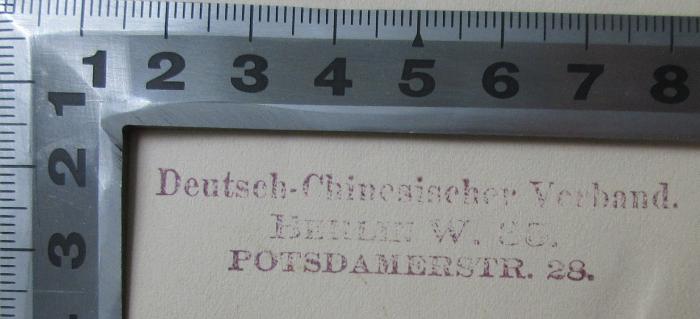 1 2 3 4 5 6 7 8
1
2
3
Deutsch-Chinesischer Verband.
BERLIN W.
POTSDAMERSTR. 28.